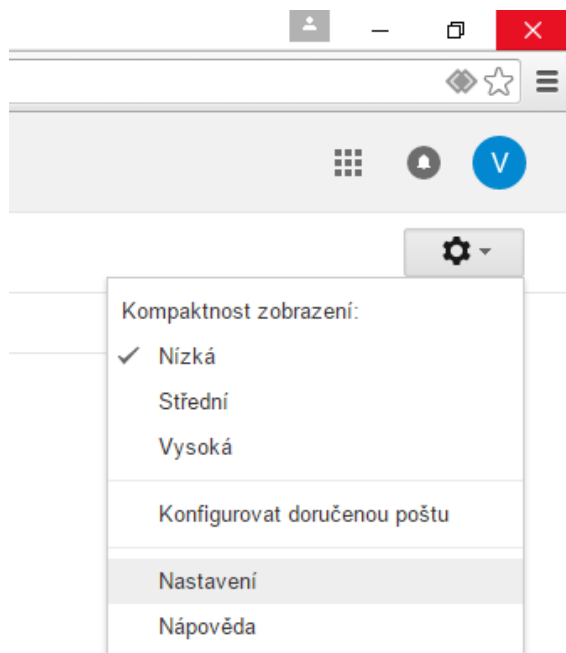 V
Kompaktnost zobrazení:
Nízká
Střední
Vysoká
Konfigurovat doručenou poštu
Nastavení
Nápověda